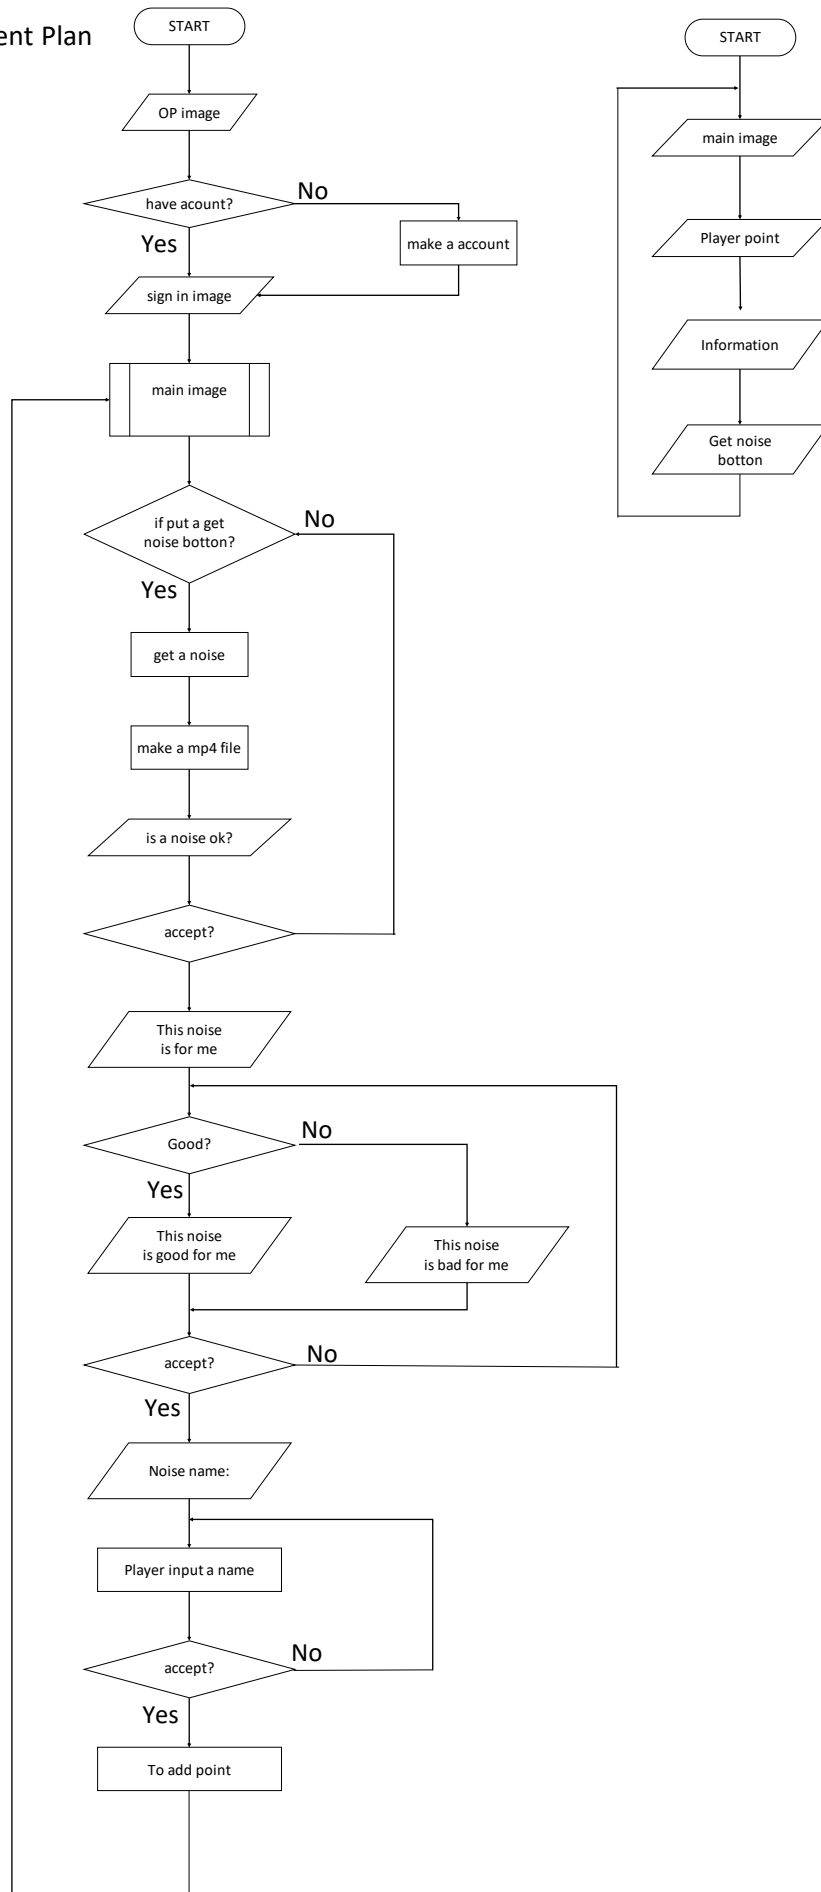 ent Plan
START
OP image
have acount?
No
Yes
make a account
sign in image
main image
if put a get
noise botton?
No
Yes
get a noise
make a mp4 file
is a noise ok?
accept?
This noise
is for me
Good?
No
Yes
This noise
is good for me
This noise
is bad for me
accept?
No
Yes
Noise name:
Player input a name
accept?
No
Yes
To add point
START
main image
Player point
Information
Get noise
botton